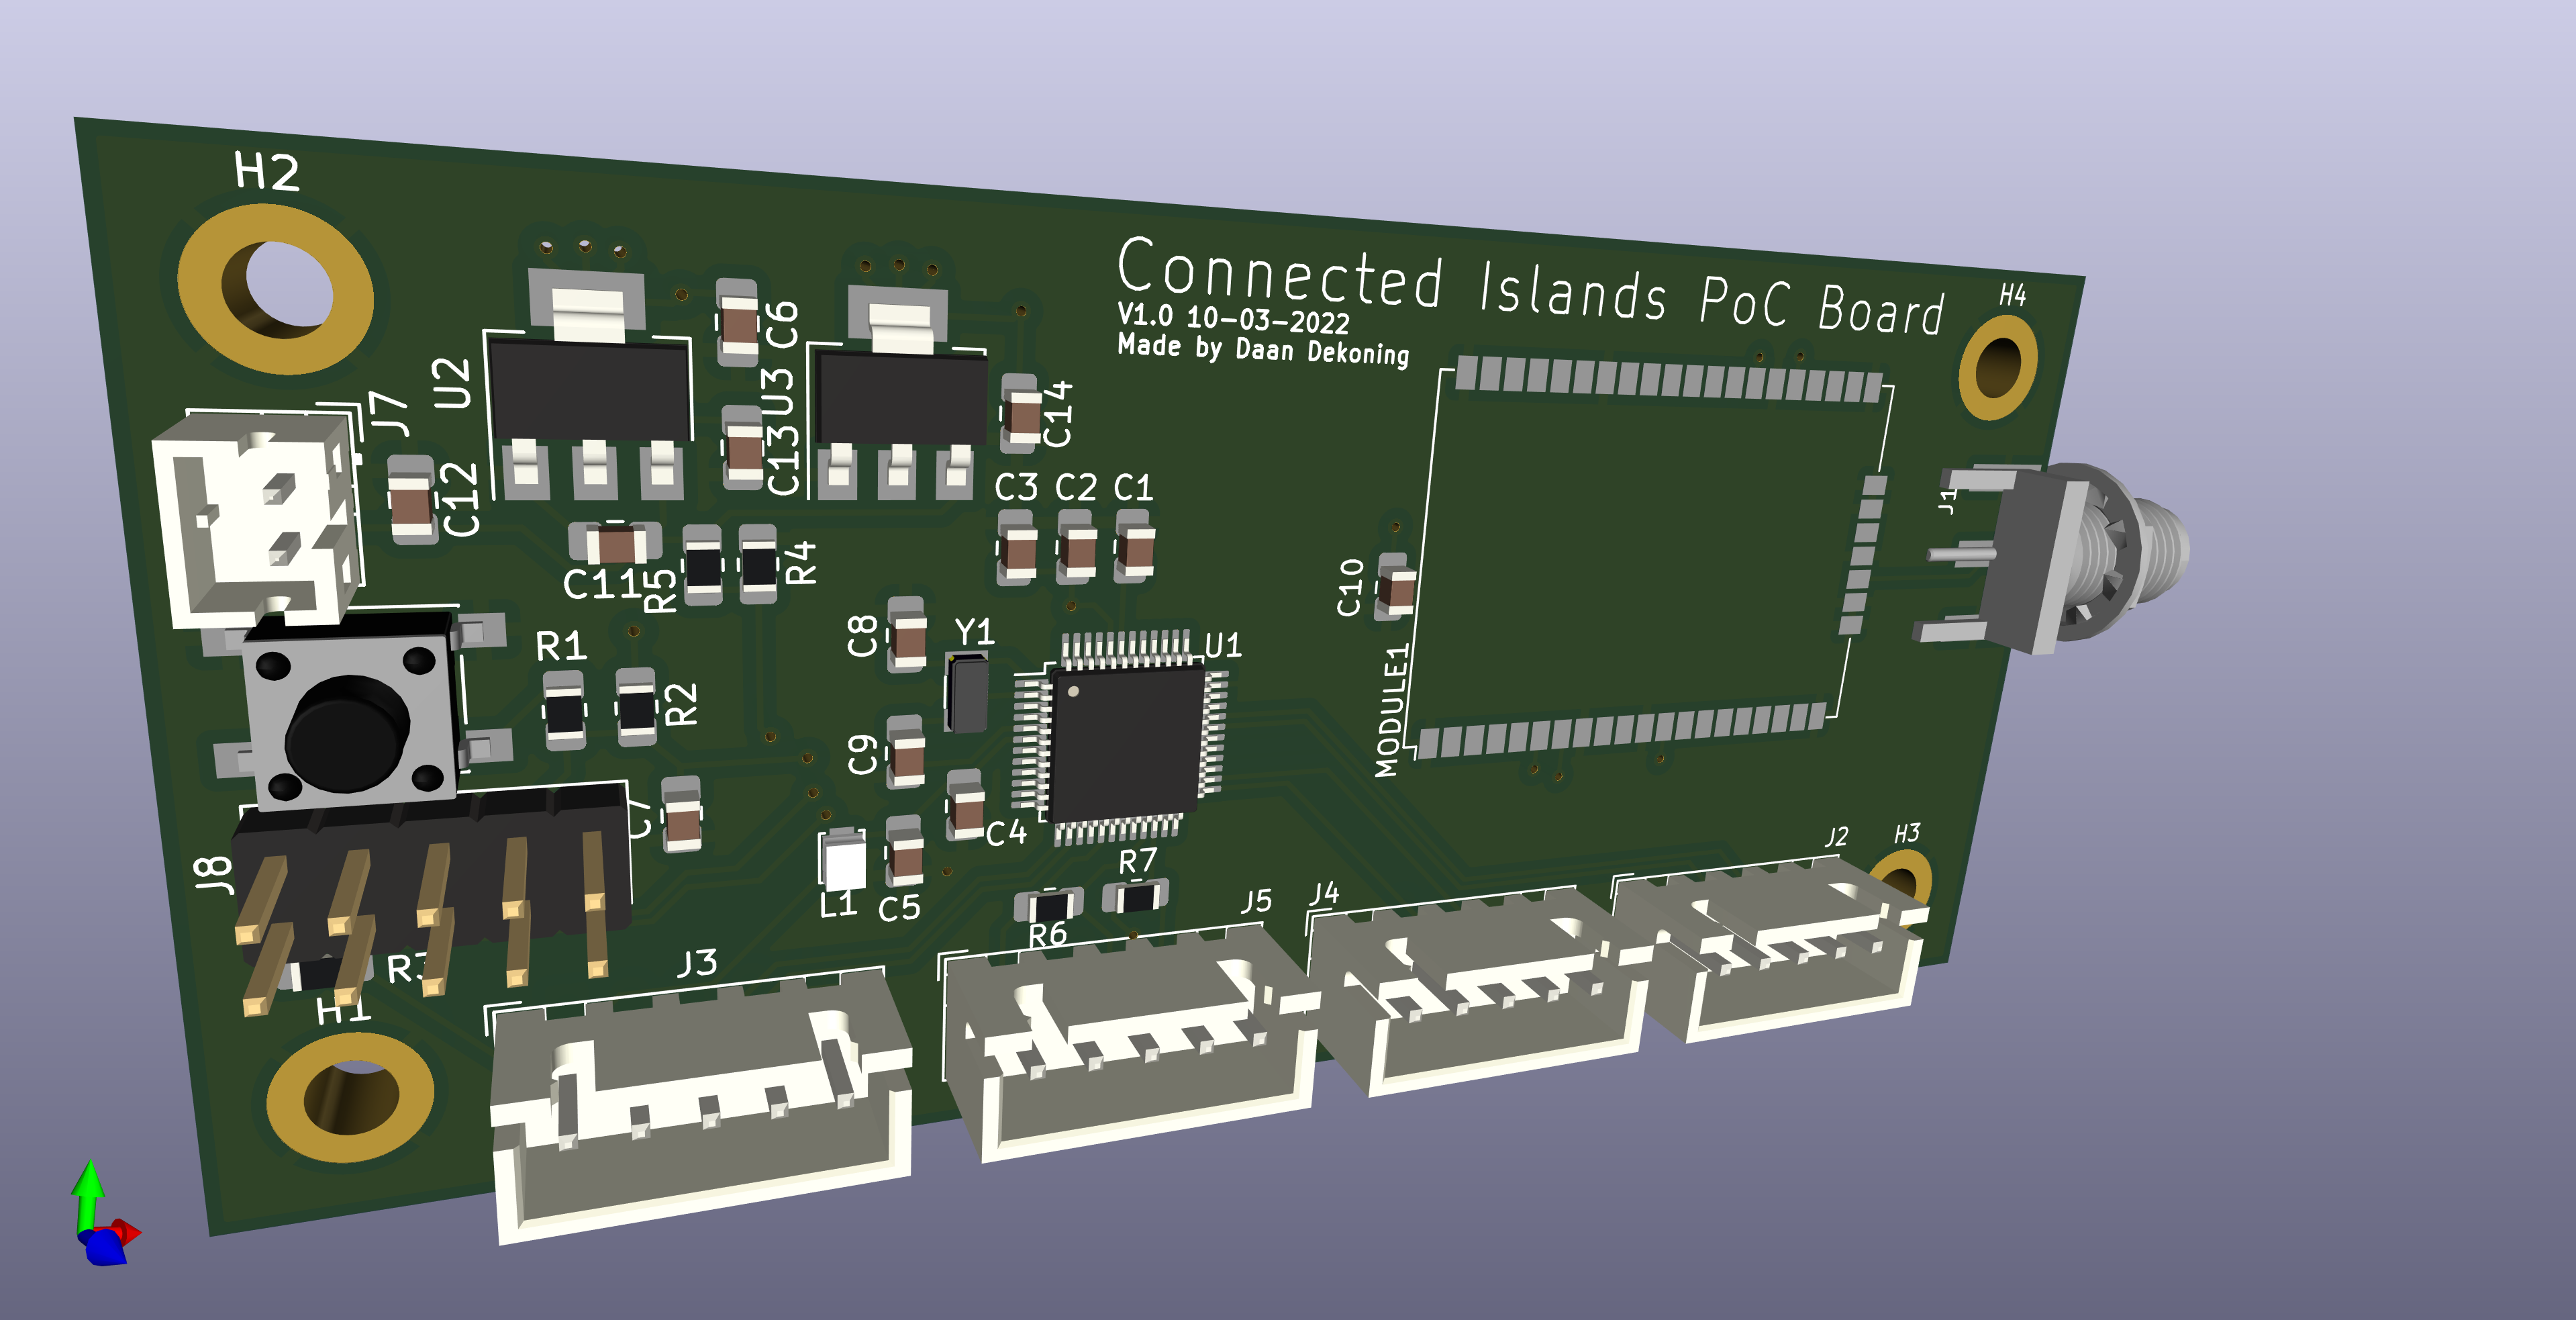 H2
Connected Islands PoC Board
V1.0 10-03-2022
Made by Daan Dekoning
H4
J7
U2
C6
U3
C13
C14
C12
C3
C2
C1
J1
C11
R5
R4
C10
C8
Y1
U1
R1
R2
MODULE1
C9
C4
J8
L1
C5
R7
R6
J2
H3
J5
J4
J3
H1